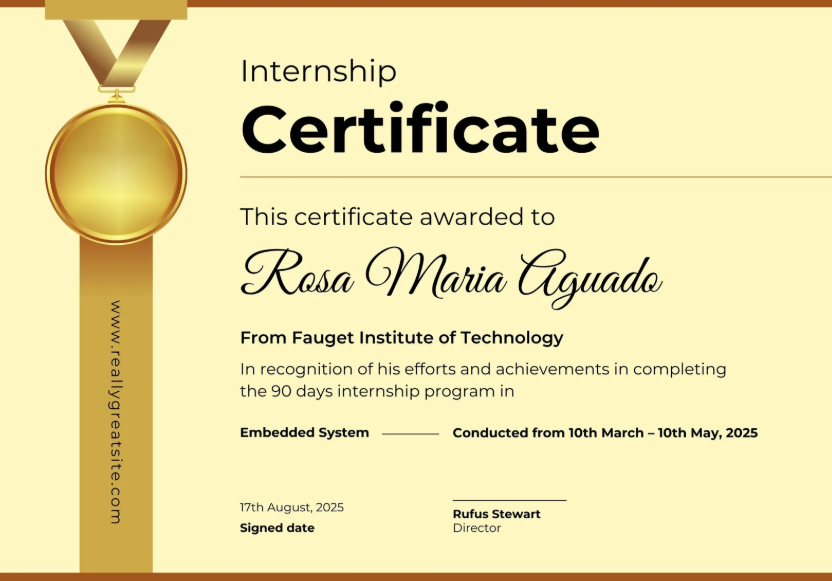 Internship
Certificate
This certificate awarded to
Rosa Maria Aguado
From Fauget Institute of Technology
In recognition of his efforts and achievements in completing
the 90 days internship program in
Embedded System
Conducted from 10th March – 10th May, 2025
17th August, 2025
Signed date
Rufus Stewart
Director
www.reallygreatsite.com